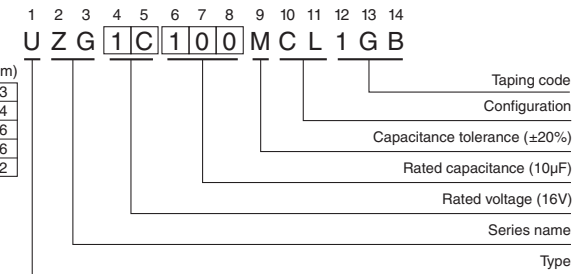 1 2 3 4 5 6 7 8 9 10 11 12 13 14
U Z G 1 C 1 0 0 M C L 1 G B
m)
3
4
6
6
2
Taping code
Configuration
Capacitance tolerance (±20%)
Rated capacitance (10µF)
Rated voltage (16V)
Series name
Type